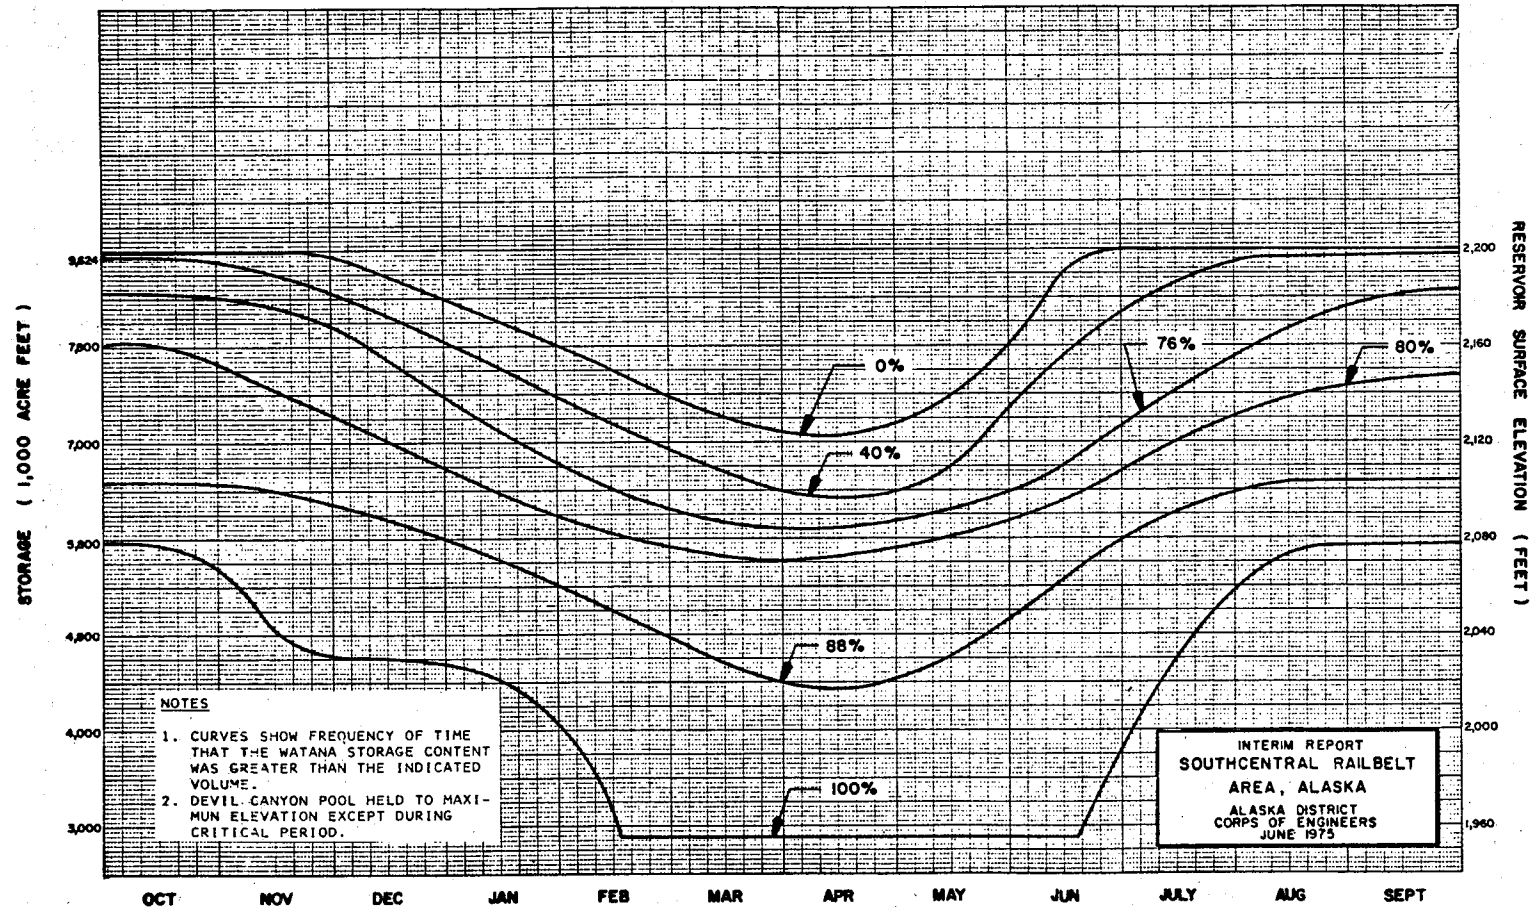 9,624
7,800
7,000
5,800
4,800
4,000
3,000
STORAGE ( 1,000 ACRE FEET )
2,200
2,160
2,120
2,080
2,040
2,000
1,960
RESERVOIR SURFACE ELEVATION ( FEET )
0%
40%
76%
80%
88%
100%
NOTES
1. CURVES SHOW FREQUENCY OF TIME
THAT THE WATANA STORAGE CONTENT
WAS GREATER THAN THE INDICATED
VOLUME.
2. DEVIL CANYON POOL HELD TO MAXI-
MUN ELEVATION EXCEPT DURING
CRITICAL PERIOD.
INTERIM REPORT
SOUTHCENTRAL RAILBELT
AREA, ALASKA
ALASKA DISTRICT
CORPS OF ENGINEERS
JUNE 1975
OCT NOV DEC JAN FEB MAR APR MAY JUN JULY AUG SEPT